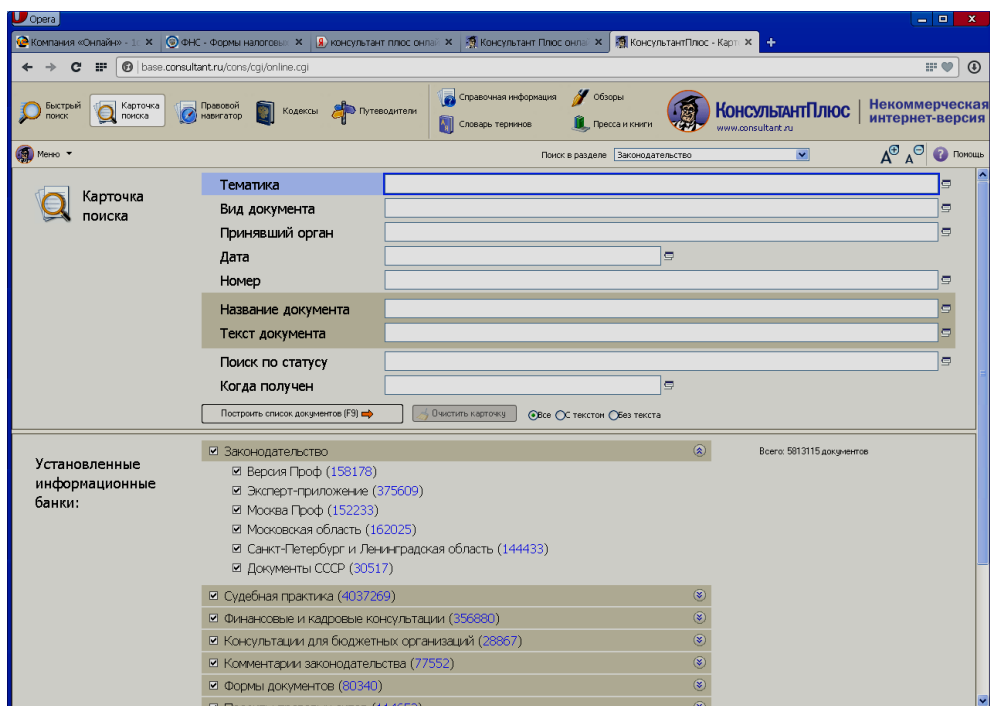 Opera
Компания «Онлайн» -
ФНС - Формы налоговы
консультант плюс онла
Консультант Плюс онла
КонсультантПлюс - Карт
base.consultant.ru/cons/cgi/online.cgi
Быстрый поиск
Карточка поиска
Правовой навигатор
Кодексы
Путеводители
Справочная информация
Словарь терминов
Обзоры
Пресса и книги
КонсультантПлюс
www.consultant.ru
Некоммерческая
интернет-версия
Меню
Поиск в разделе
Законодательство
Помощь
Карточка
поиска
Тематика
Вид документа
Принявший орган
Дата
Номер
Название документа
Текст документа
Поиск по статусу
Когда получен
Построить список документов (F9)
Очистить карточку
Все С текстом Без текста
Установленные
информационные
банки:
Законодательство
Всего: 5813115 документов
Версия Проф (158178)
Эксперт-приложение (375609)
Москва Проф (152233)
Московская область (162025)
Санкт-Петербург и Ленинградская область (144433)
Документы СССР (30517)
Судебная практика (4037269)
Финансовые и кадровые консультации (356880)
Консультации для бюджетных организаций (28867)
Комментарии законодательства (77552)
Формы документов (80340)